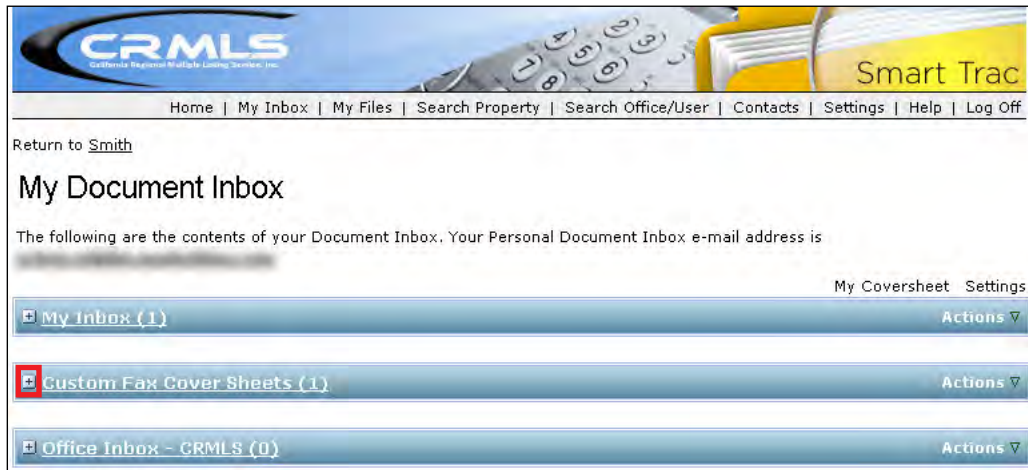 CRMLS
California Regional Multiple Listing Service, Inc.
Smart Trac
Home | My Inbox | My Files | Search Property | Search Office/User | Contacts | Settings | Help | Log Off
Return to Smith
My Document Inbox
The following are the contents of your Document Inbox. Your Personal Document Inbox e-mail address is
My Coversheet Settings
My Inbox (1) Actions
Custom Fax Cover Sheets (1) Actions
Office Inbox - CRMLS (0) Actions